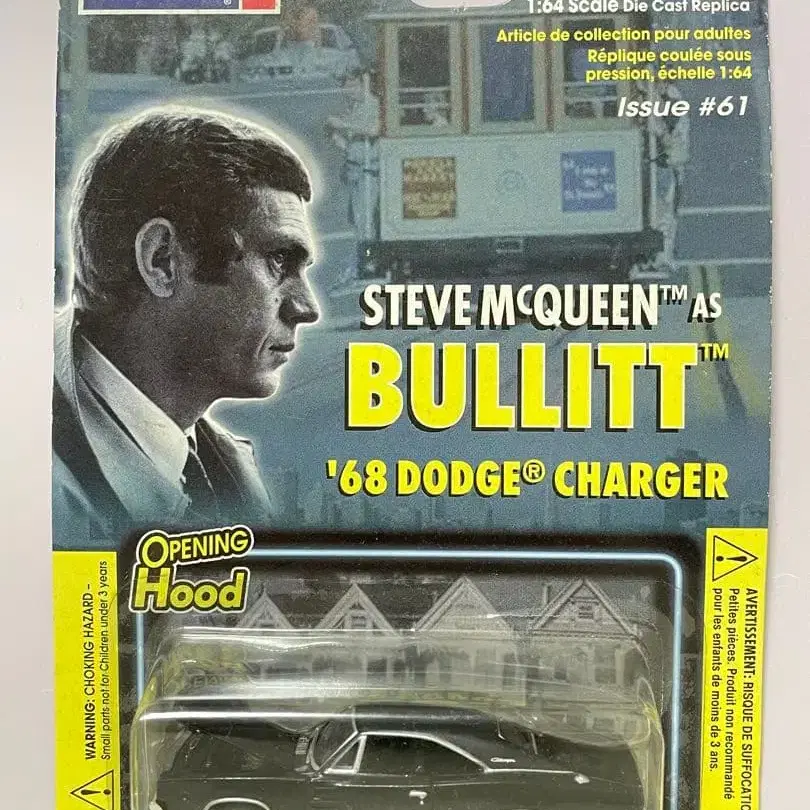 ®
1:64 Scale Die Cast Replica
Article de collection pour adultes
Réplique coulée sous
pression, échelle 1:64
Issue #61
STEVE McQUEEN™ AS
BULLITT™
'68 DODGE® CHARGER
OPENING
Hood
WARNING: CHOKING HAZARD –
Small parts not for Children under 3 years
AVERTISSEMENT: RISQUE DE SUFFOCATIO
Petites pièces. Produit non recommandé
pour les enfants de moins de 3 ans.